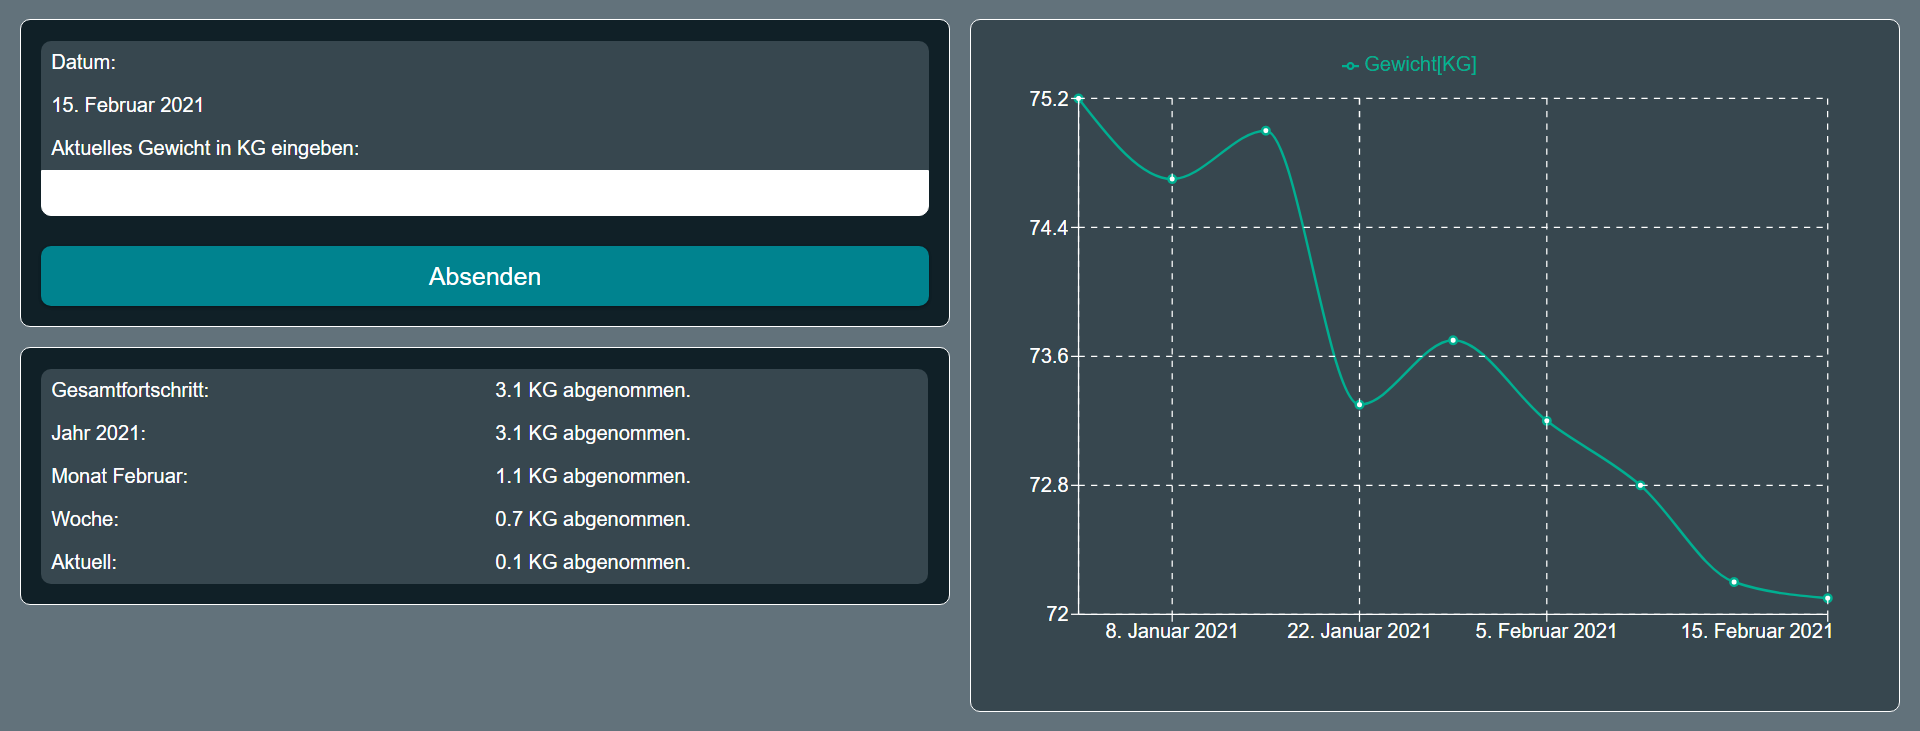 Datum:
15. Februar 2021
Aktuelles Gewicht in KG eingeben:
Absenden
Gesamtfortschritt: 3.1 KG abgenommen.
Jahr 2021: 3.1 KG abgenommen.
Monat Februar: 1.1 KG abgenommen.
Woche: 0.7 KG abgenommen.
Aktuell: 0.1 KG abgenommen.
Gewicht[KG]
75.2
74.4
73.6
72.8
72
8. Januar 2021 22. Januar 2021 5. Februar 2021 15. Februar 2021